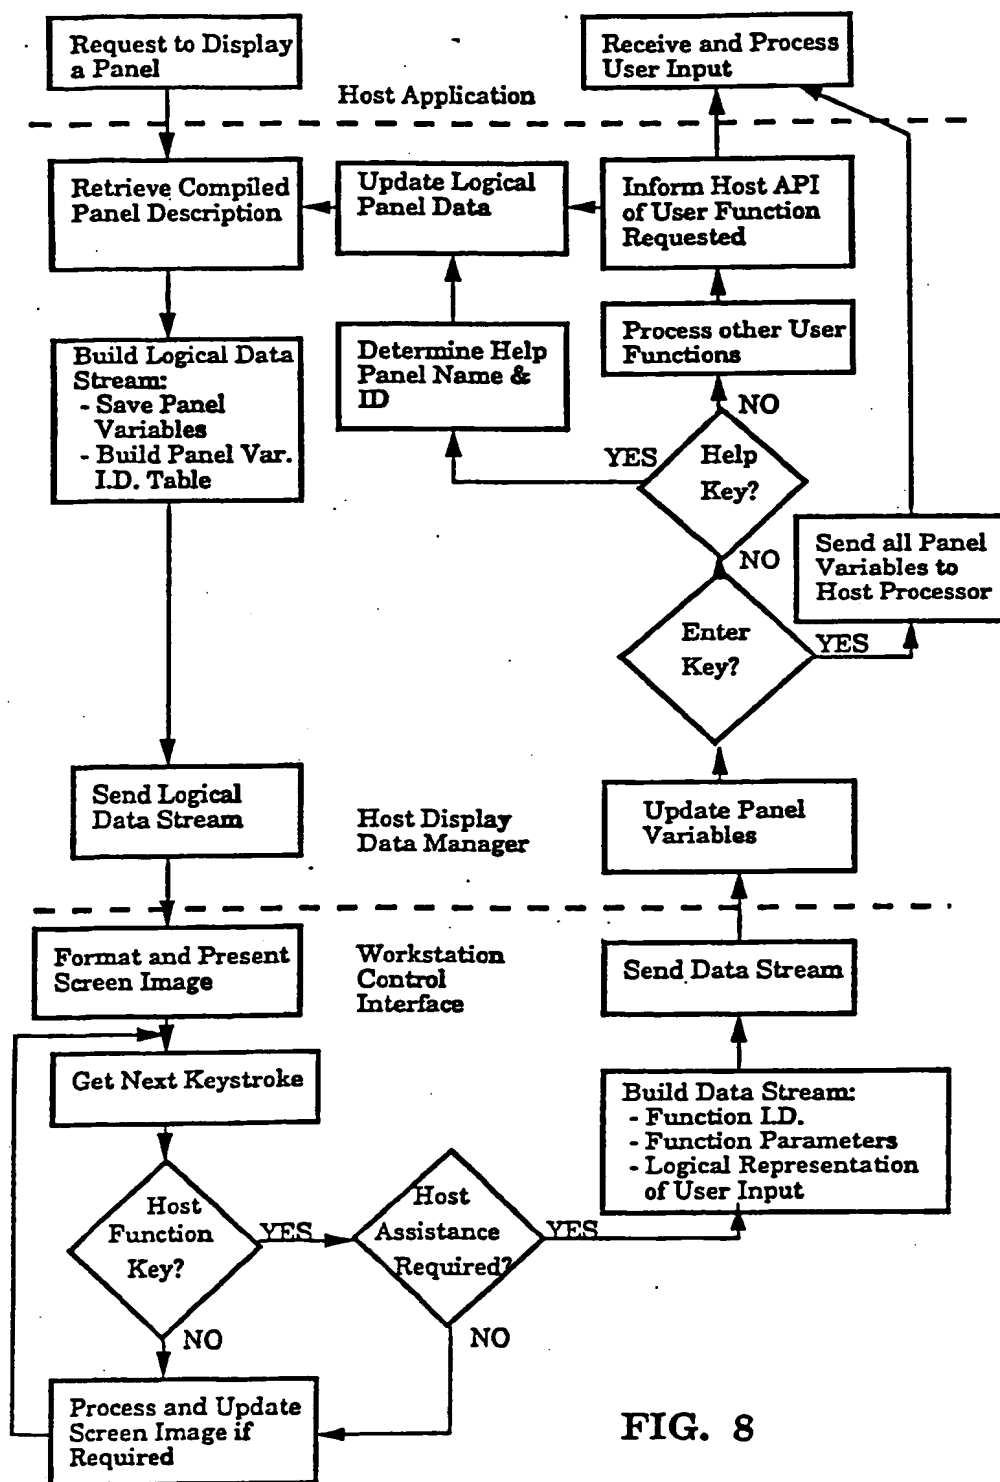 Request to Display
a Panel
Receive and Process
User Input
Host Application
Retrieve Compiled
Panel Description
Update Logical
Panel Data
Inform Host API
of User Function
Requested
Build Logical Data
Stream:
- Save Panel
Variables
- Build Panel Var.
I.D. Table
Determine Help
Panel Name &
ID
Process other User
Functions
NO
YES
Help
Key?
NO
Send all Panel
Variables to
Host Processor
Enter
Key?
YES
Send Logical
Data Stream
Host Display
Data Manager
Update Panel
Variables
Format and Present
Screen Image
Workstation
Control
Interface
Send Data Stream
Get Next Keystroke
Build Data Stream:
- Function I.D.
- Function Parameters
- Logical Representation
of User Input
Host
Function
Key?
YES
Host
Assistance
Required?
YES
NO
NO
Process and Update
Screen Image if
Required
FIG. 8